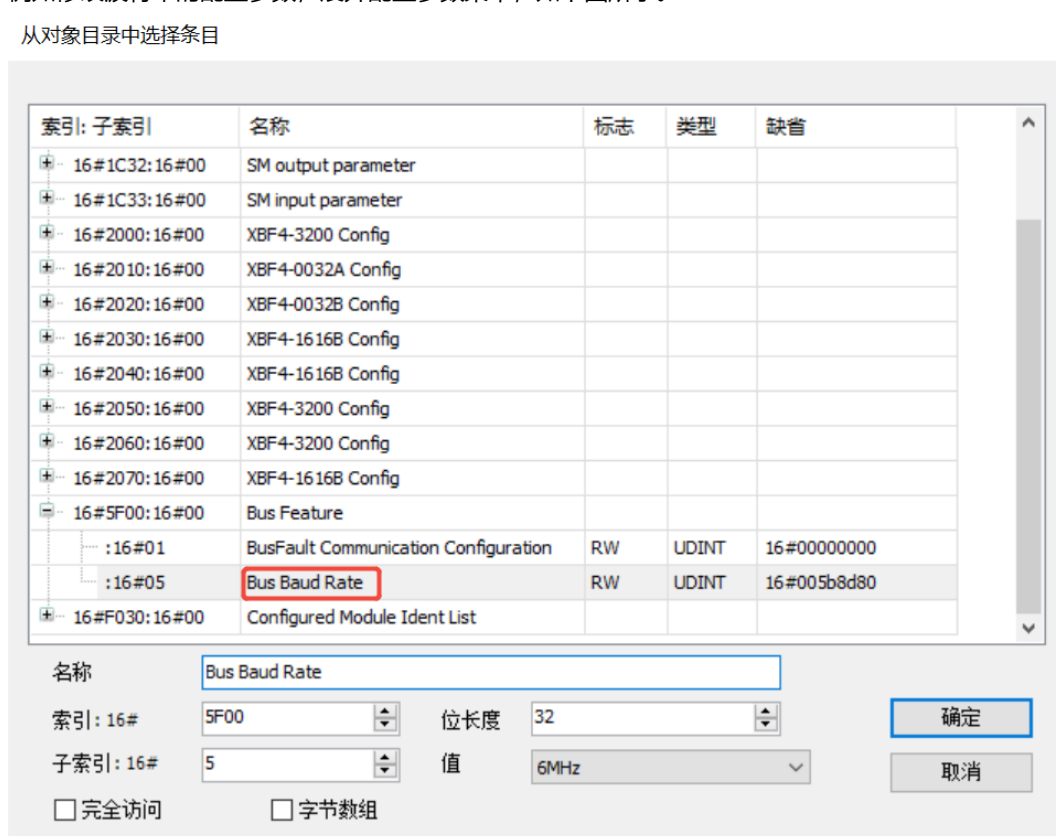 从对象目录中选择条目
索引: 子索引 名称 标志 类型 缺省
16#1C32:16#00 SM output parameter
16#1C33:16#00 SM input parameter
16#2000:16#00 XBF4-3200 Config
16#2010:16#00 XBF4-0032A Config
16#2020:16#00 XBF4-0032B Config
16#2030:16#00 XBF4-1616B Config
16#2040:16#00 XBF4-1616B Config
16#2050:16#00 XBF4-3200 Config
16#2060:16#00 XBF4-3200 Config
16#2070:16#00 XBF4-1616B Config
16#5F00:16#00 Bus Feature
:16#01 BusFault Communication Configuration RW UDINT 16#00000000
:16#05 Bus Baud Rate RW UDINT 16#005b8d80
16#F030:16#00 Configured Module Ident List
名称 Bus Baud Rate
索引: 16# 5F00 位长度 32 确定
子索引: 16# 5 值 6MHz 取消
完全访问 字节数组